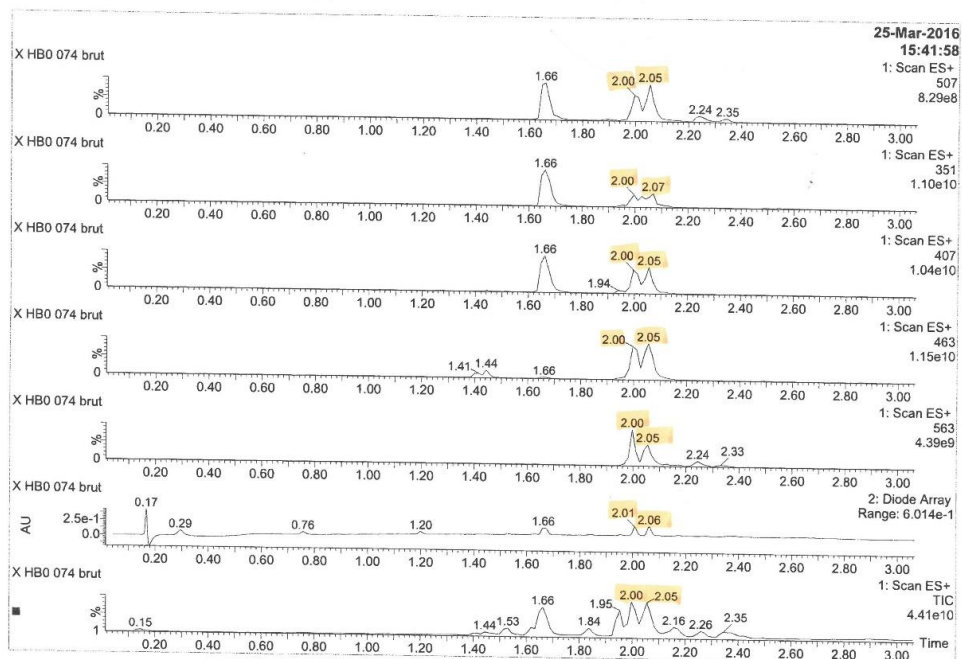 25-Mar-2016
15:41:58
X HB0 074 brut
1: Scan ES+
507
8.29e8
1.66
2.00
2.05
2.24
2.35
%
0
0.20 0.40 0.60 0.80 1.00 1.20 1.40 1.60 1.80 2.00 2.20 2.40 2.60 2.80 3.00
X HB0 074 brut
1: Scan ES+
351
1.10e10
1.66
2.00
2.07
%
0
0.20 0.40 0.60 0.80 1.00 1.20 1.40 1.60 1.80 2.00 2.20 2.40 2.60 2.80 3.00
X HB0 074 brut
1: Scan ES+
407
1.04e10
1.66
1.94
2.00
2.05
%
0
0.20 0.40 0.60 0.80 1.00 1.20 1.40 1.60 1.80 2.00 2.20 2.40 2.60 2.80 3.00
X HB0 074 brut
1: Scan ES+
463
1.15e10
1.41
1.44
1.66
2.00
2.05
%
0
0.20 0.40 0.60 0.80 1.00 1.20 1.40 1.60 1.80 2.00 2.20 2.40 2.60 2.80 3.00
X HB0 074 brut
1: Scan ES+
563
4.39e9
2.00
2.05
2.24
2.33
%
0
0.20 0.40 0.60 0.80 1.00 1.20 1.40 1.60 1.80 2.00 2.20 2.40 2.60 2.80 3.00
X HB0 074 brut
2: Diode Array
Range: 6.014e-1
0.17
0.29
0.76
1.20
1.66
2.01
2.06
AU
2.5e-1
0.0
0.20 0.40 0.60 0.80 1.00 1.20 1.40 1.60 1.80 2.00 2.20 2.40 2.60 2.80 3.00
X HB0 074 brut
1: Scan ES+
TIC
4.41e10
0.15
1.44
1.53
1.66
1.84
1.95
2.00
2.05
2.16
2.26
2.35
%
1
Time
0.20 0.40 0.60 0.80 1.00 1.20 1.40 1.60 1.80 2.00 2.20 2.40 2.60 2.80 3.00